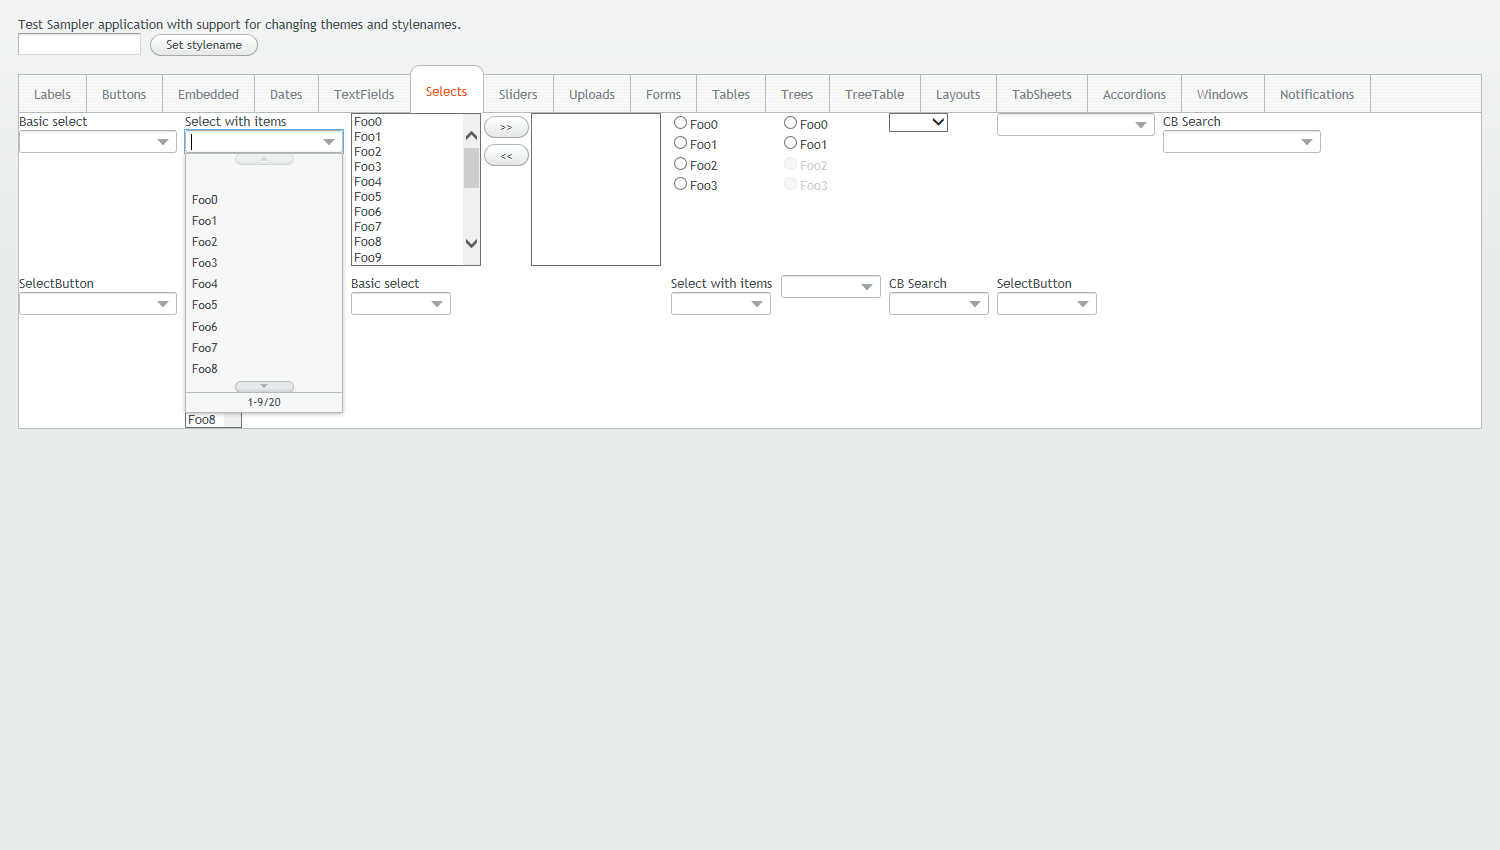 Test Sampler application with support for changing themes and stylenames.
Set stylename
Labels Buttons Embedded Dates TextFields Selects Sliders Uploads Forms Tables Trees TreeTable Layouts TabSheets Accordions Windows Notifications
Basic select
Select with items
Foo0
Foo1
Foo2
Foo3
Foo4
Foo5
Foo6
Foo7
Foo8
1-9/20
Foo8
Foo0
Foo1
Foo2
Foo3
Foo4
Foo5
Foo6
Foo7
Foo8
Foo9
>>
<<
Foo0
Foo1
Foo2
Foo3
Foo0
Foo1
Foo2
Foo3
CB Search
SelectButton
Basic select
Select with items
CB Search
SelectButton